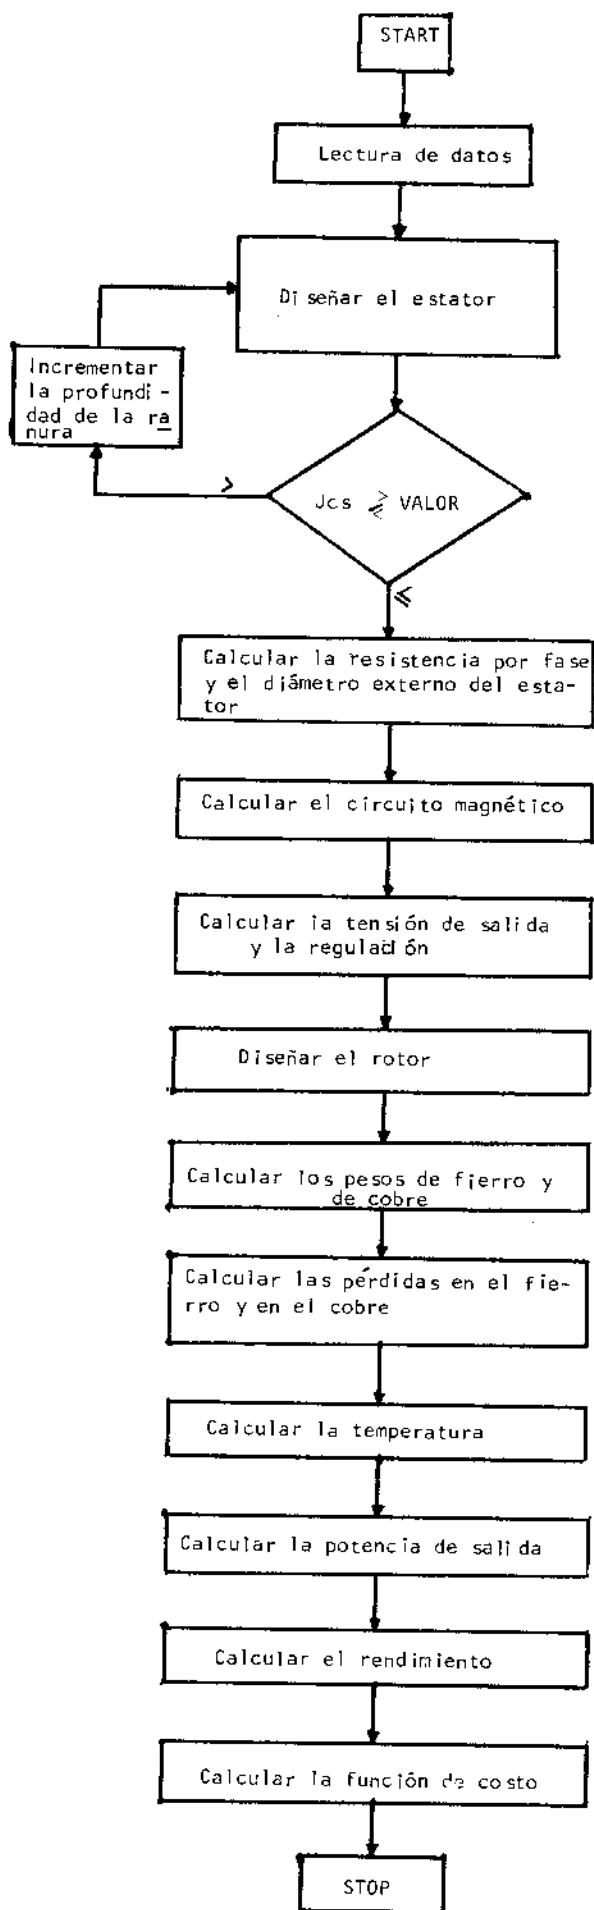 START
Lectura de datos
Diseñar el estator
Incrementar
la profundi-
dad de la ra
nura
>
Jcs ≷ VALOR
≤
Calcular la resistencia por fase
y el diámetro externo del esta-
tor
Calcular el circuito magnético
Calcular la tensión de salida
y la regulación
Diseñar el rotor
Calcular los pesos de fierro y
de cobre
Calcular las pérdidas en el fie-
rro y en el cobre
Calcular la temperatura
Calcular la potencia de salida
Calcular el rendimiento
Calcular la función de costo
STOP